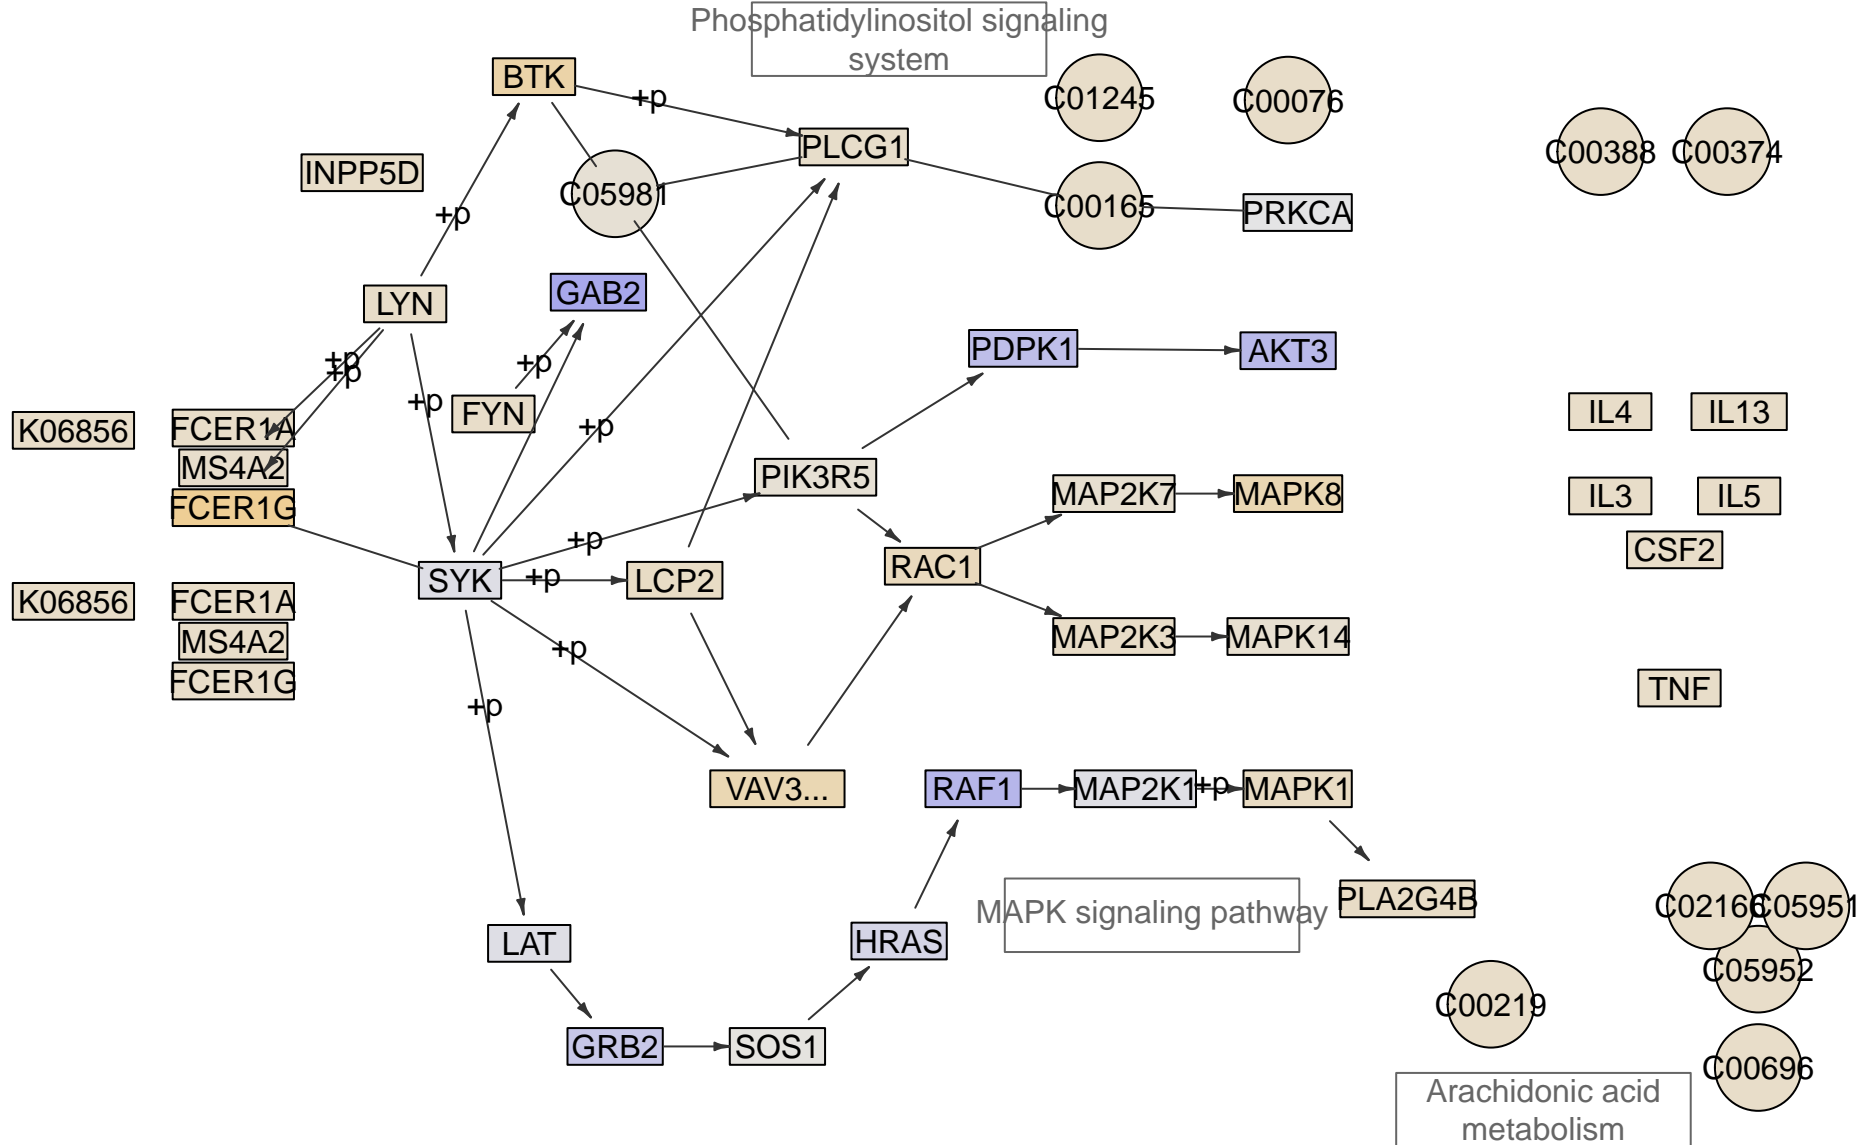 Phosphatidylinositol signaling
system
BTK
+p
C01245
C00076
PLCG1
C00388
C00374
INPP5D
C05981
C00165
PRKCA
+p
LYN
GAB2
PDPK1
AKT3
+p
+p
+p
+p
FYN
+p
K06856
FCER1A
IL4
IL13
MS4A2
PIK3R5
FCER1G
MAP2K7
MAPK8
IL3
IL5
+p
CSF2
SYK
+p
LCP2
RAC1
K06856
FCER1A
MS4A2
+p
MAP2K3
MAPK14
FCER1G
TNF
+p
VAV3...
RAF1
MAP2K1
+p
MAPK1
PLA2G4B
C02166
C05951
MAPK signaling pathway
LAT
HRAS
C05952
C00219
GRB2
SOS1
C00696
Arachidonic acid
metabolism